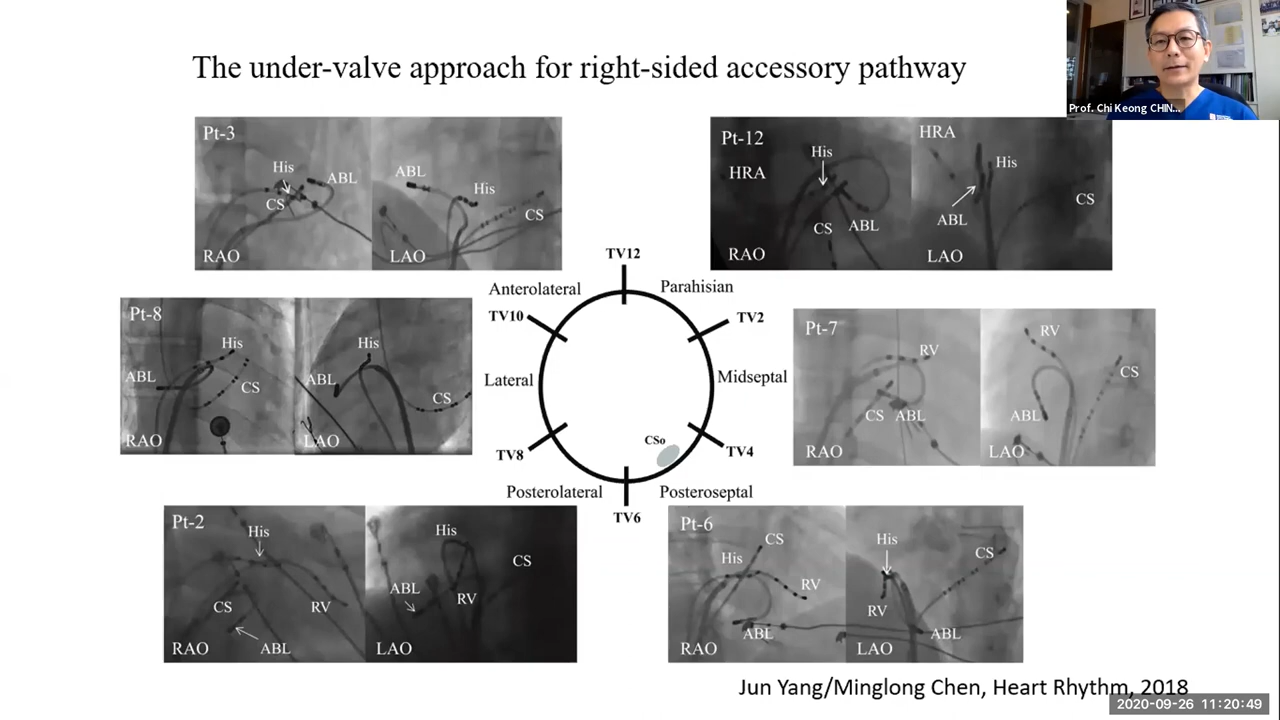 The under-valve approach for right-sided accessory pathway
Prof. Chi Keong CHIN...
Pt-3
His
ABL
CS
RAO
ABL
His
CS
LAO
Pt-12
HRA
His
CS
ABL
RAO
HRA
His
ABL
CS
LAO
Pt-8
His
ABL
CS
RAO
His
ABL
CS
LAO
TV12
Anterolateral
Parahisian
TV10
TV2
Lateral
Midseptal
CSo
TV8
TV4
Posterolateral
Posteroseptal
TV6
Pt-7
RV
CS
ABL
RAO
RV
CS
ABL
LAO
Pt-2
His
CS
RV
RAO
ABL
His
CS
ABL
RV
LAO
Pt-6
CS
His
RV
ABL
RAO
His
CS
RV
ABL
LAO
Jun Yang/Minglong Chen, Heart Rhythm, 2018
2020-09-26 11:20:49